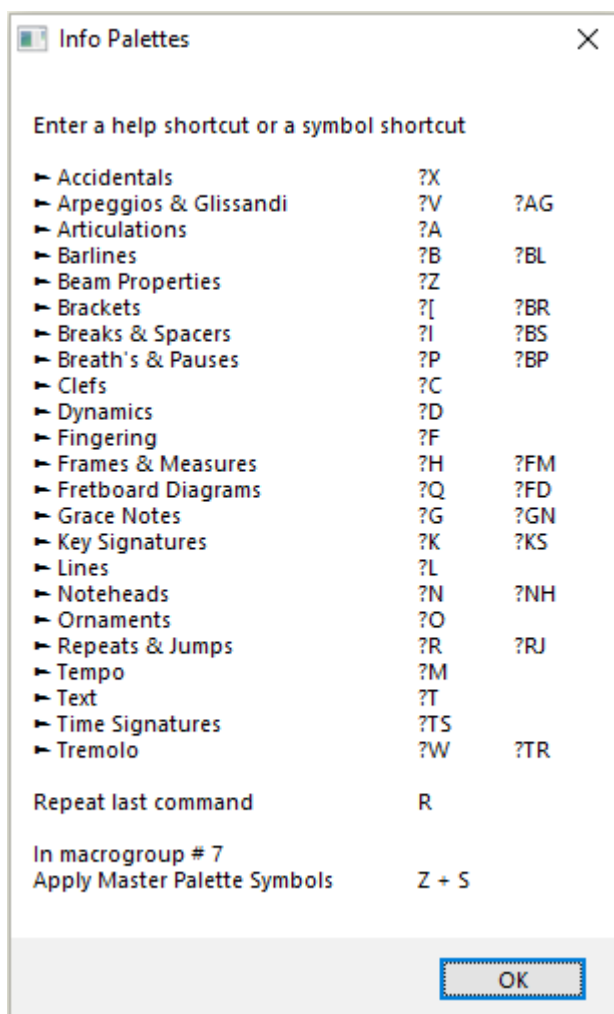 Info Palettes
Enter a help shortcut or a symbol shortcut
► Accidentals ?X
► Arpeggios & Glissandi ?V ?AG
► Articulations ?A
► Barlines ?B ?BL
► Beam Properties ?Z
► Brackets ?[ ?BR
► Breaks & Spacers ?I ?BS
► Breath's & Pauses ?P ?BP
► Clefs ?C
► Dynamics ?D
► Fingering ?F
► Frames & Measures ?H ?FM
► Fretboard Diagrams ?Q ?FD
► Grace Notes ?G ?GN
► Key Signatures ?K ?KS
► Lines ?L
► Noteheads ?N ?NH
► Ornaments ?O
► Repeats & Jumps ?R ?RJ
► Tempo ?M
► Text ?T
► Time Signatures ?TS
► Tremolo ?W ?TR
Repeat last command R
In macrogroup # 7
Apply Master Palette Symbols Z + S
OK